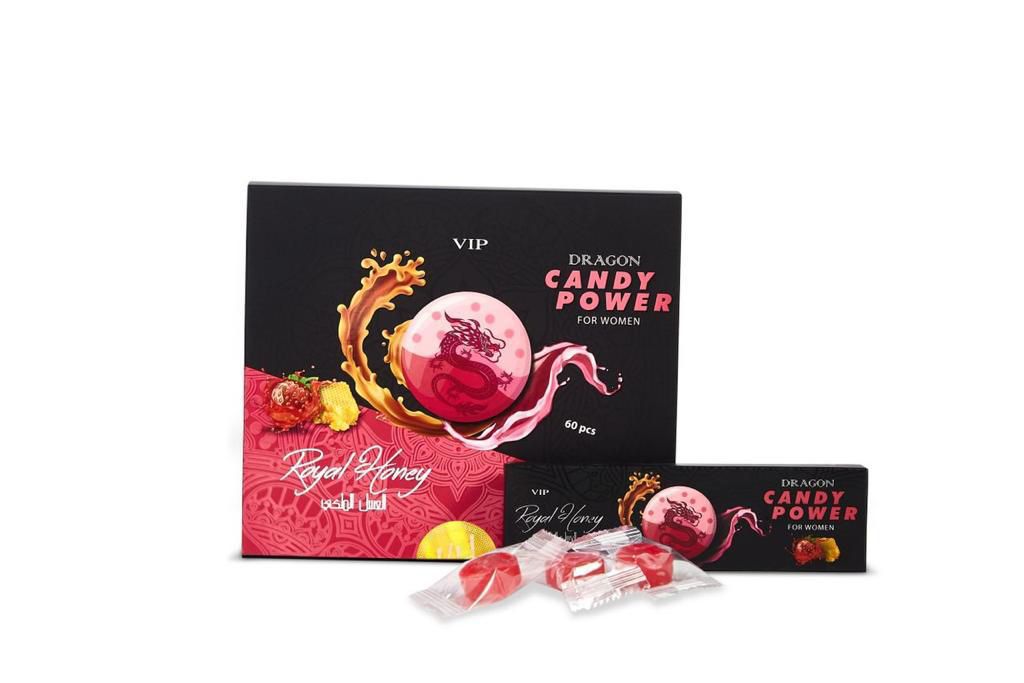 VIP
DRAGON
CANDY
POWER
FOR WOMEN
60 pcs
Royal Honey
العسل الملكي
VIP
Royal Honey
DRAGON
CANDY
POWER
FOR WOMEN